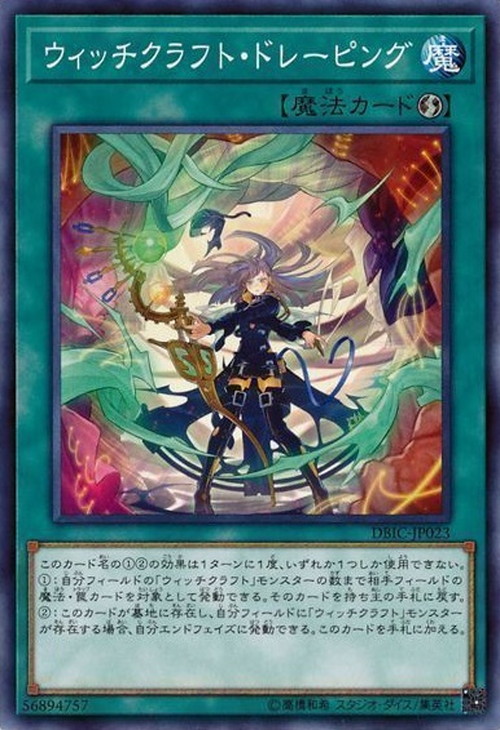 ウィッチクラフト・ドレーピング
魔
【魔法カード】
DBIC-JP023
このカード名の①②の効果は1ターンに1度、いずれか1つしか使用できない。
①:自分フィールドの「ウィッチクラフト」モンスターの数まで相手フィールドの
魔法・罠カードを対象として発動できる。そのカードを持ち主の手札に戻す。
②:このカードが墓地に存在し、自分フィールドに「ウィッチクラフト」モンスター
が存在する場合、自分エンドフェイズに発動できる。このカードを手札に加える。
56894757
©高橋和希 スタジオ・ダイス/集英社